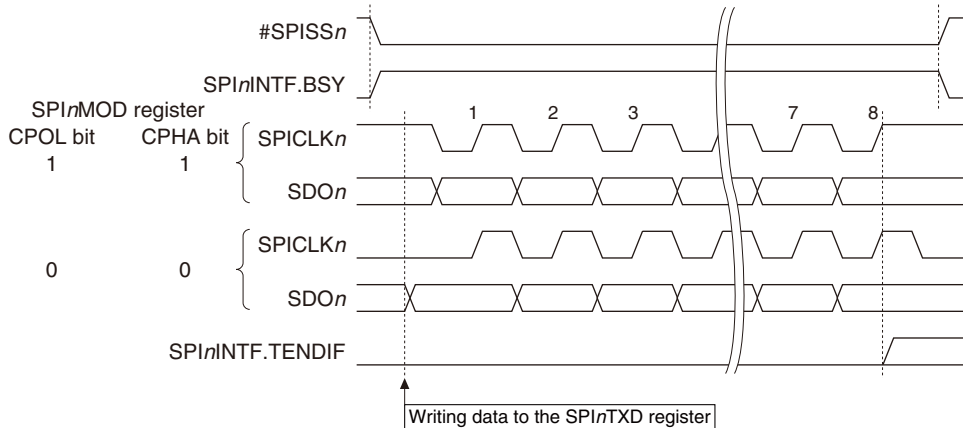 #SPISSn
SPInINTF.BSY
SPInMOD register
CPOL bit CPHA bit
1 2 3 7 8
SPICLKn
1 1
SDOn
SPICLKn
0 0
SDOn
SPInINTF.TENDIF
Writing data to the SPInTXD register